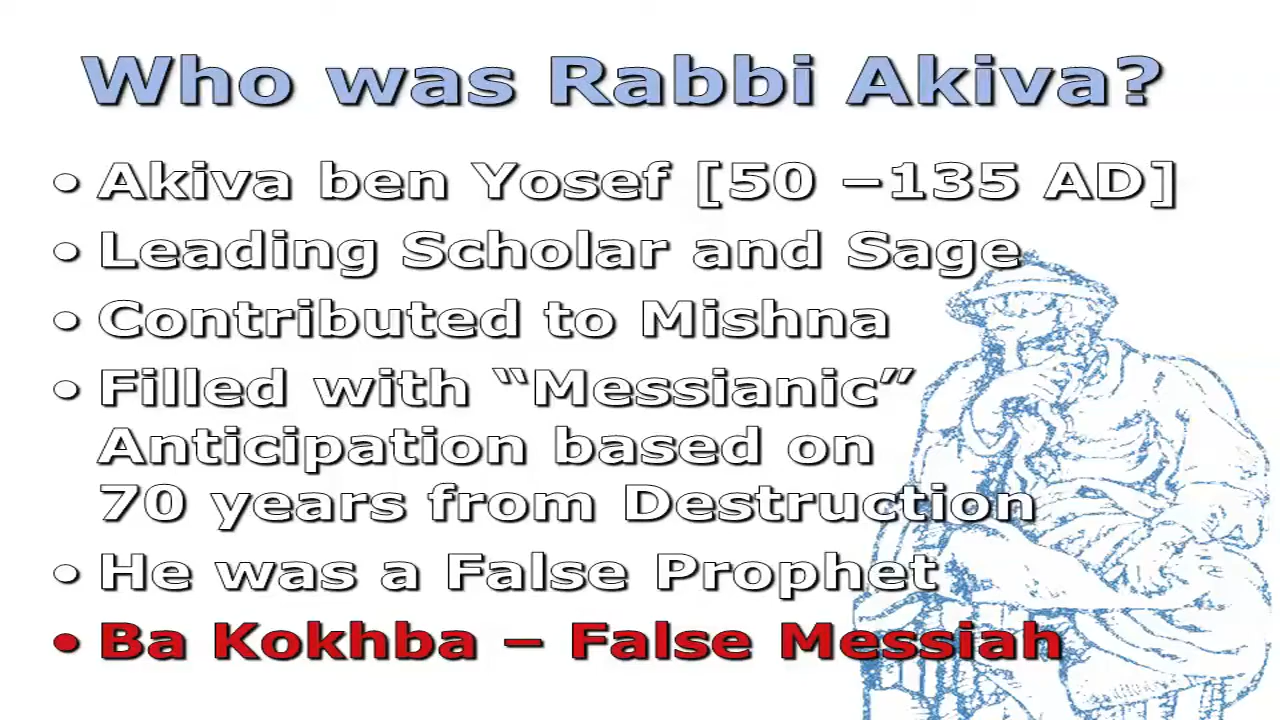 Who was Rabbi Akiva?
• Akiva ben Yosef [50 –135 AD]
• Leading Scholar and Sage
• Contributed to Mishna
• Filled with “Messianic”
Anticipation based on
70 years from Destruction
• He was a False Prophet
• Ba Kokhba – False Messiah